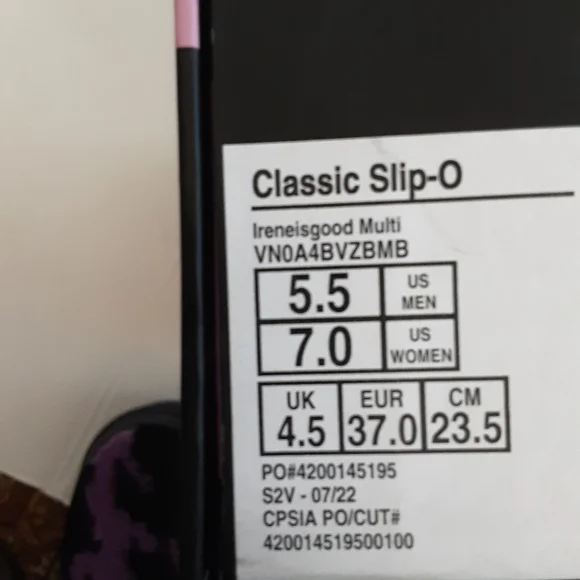 Classic Slip-O
Ireneisgood Multi
VN0A4BVZBMB
5.5 US MEN
7.0 US WOMEN
UK EUR CM
4.5 37.0 23.5
PO#4200145195
S2V - 07/22
CPSIA PO/CUT#
420014519500100